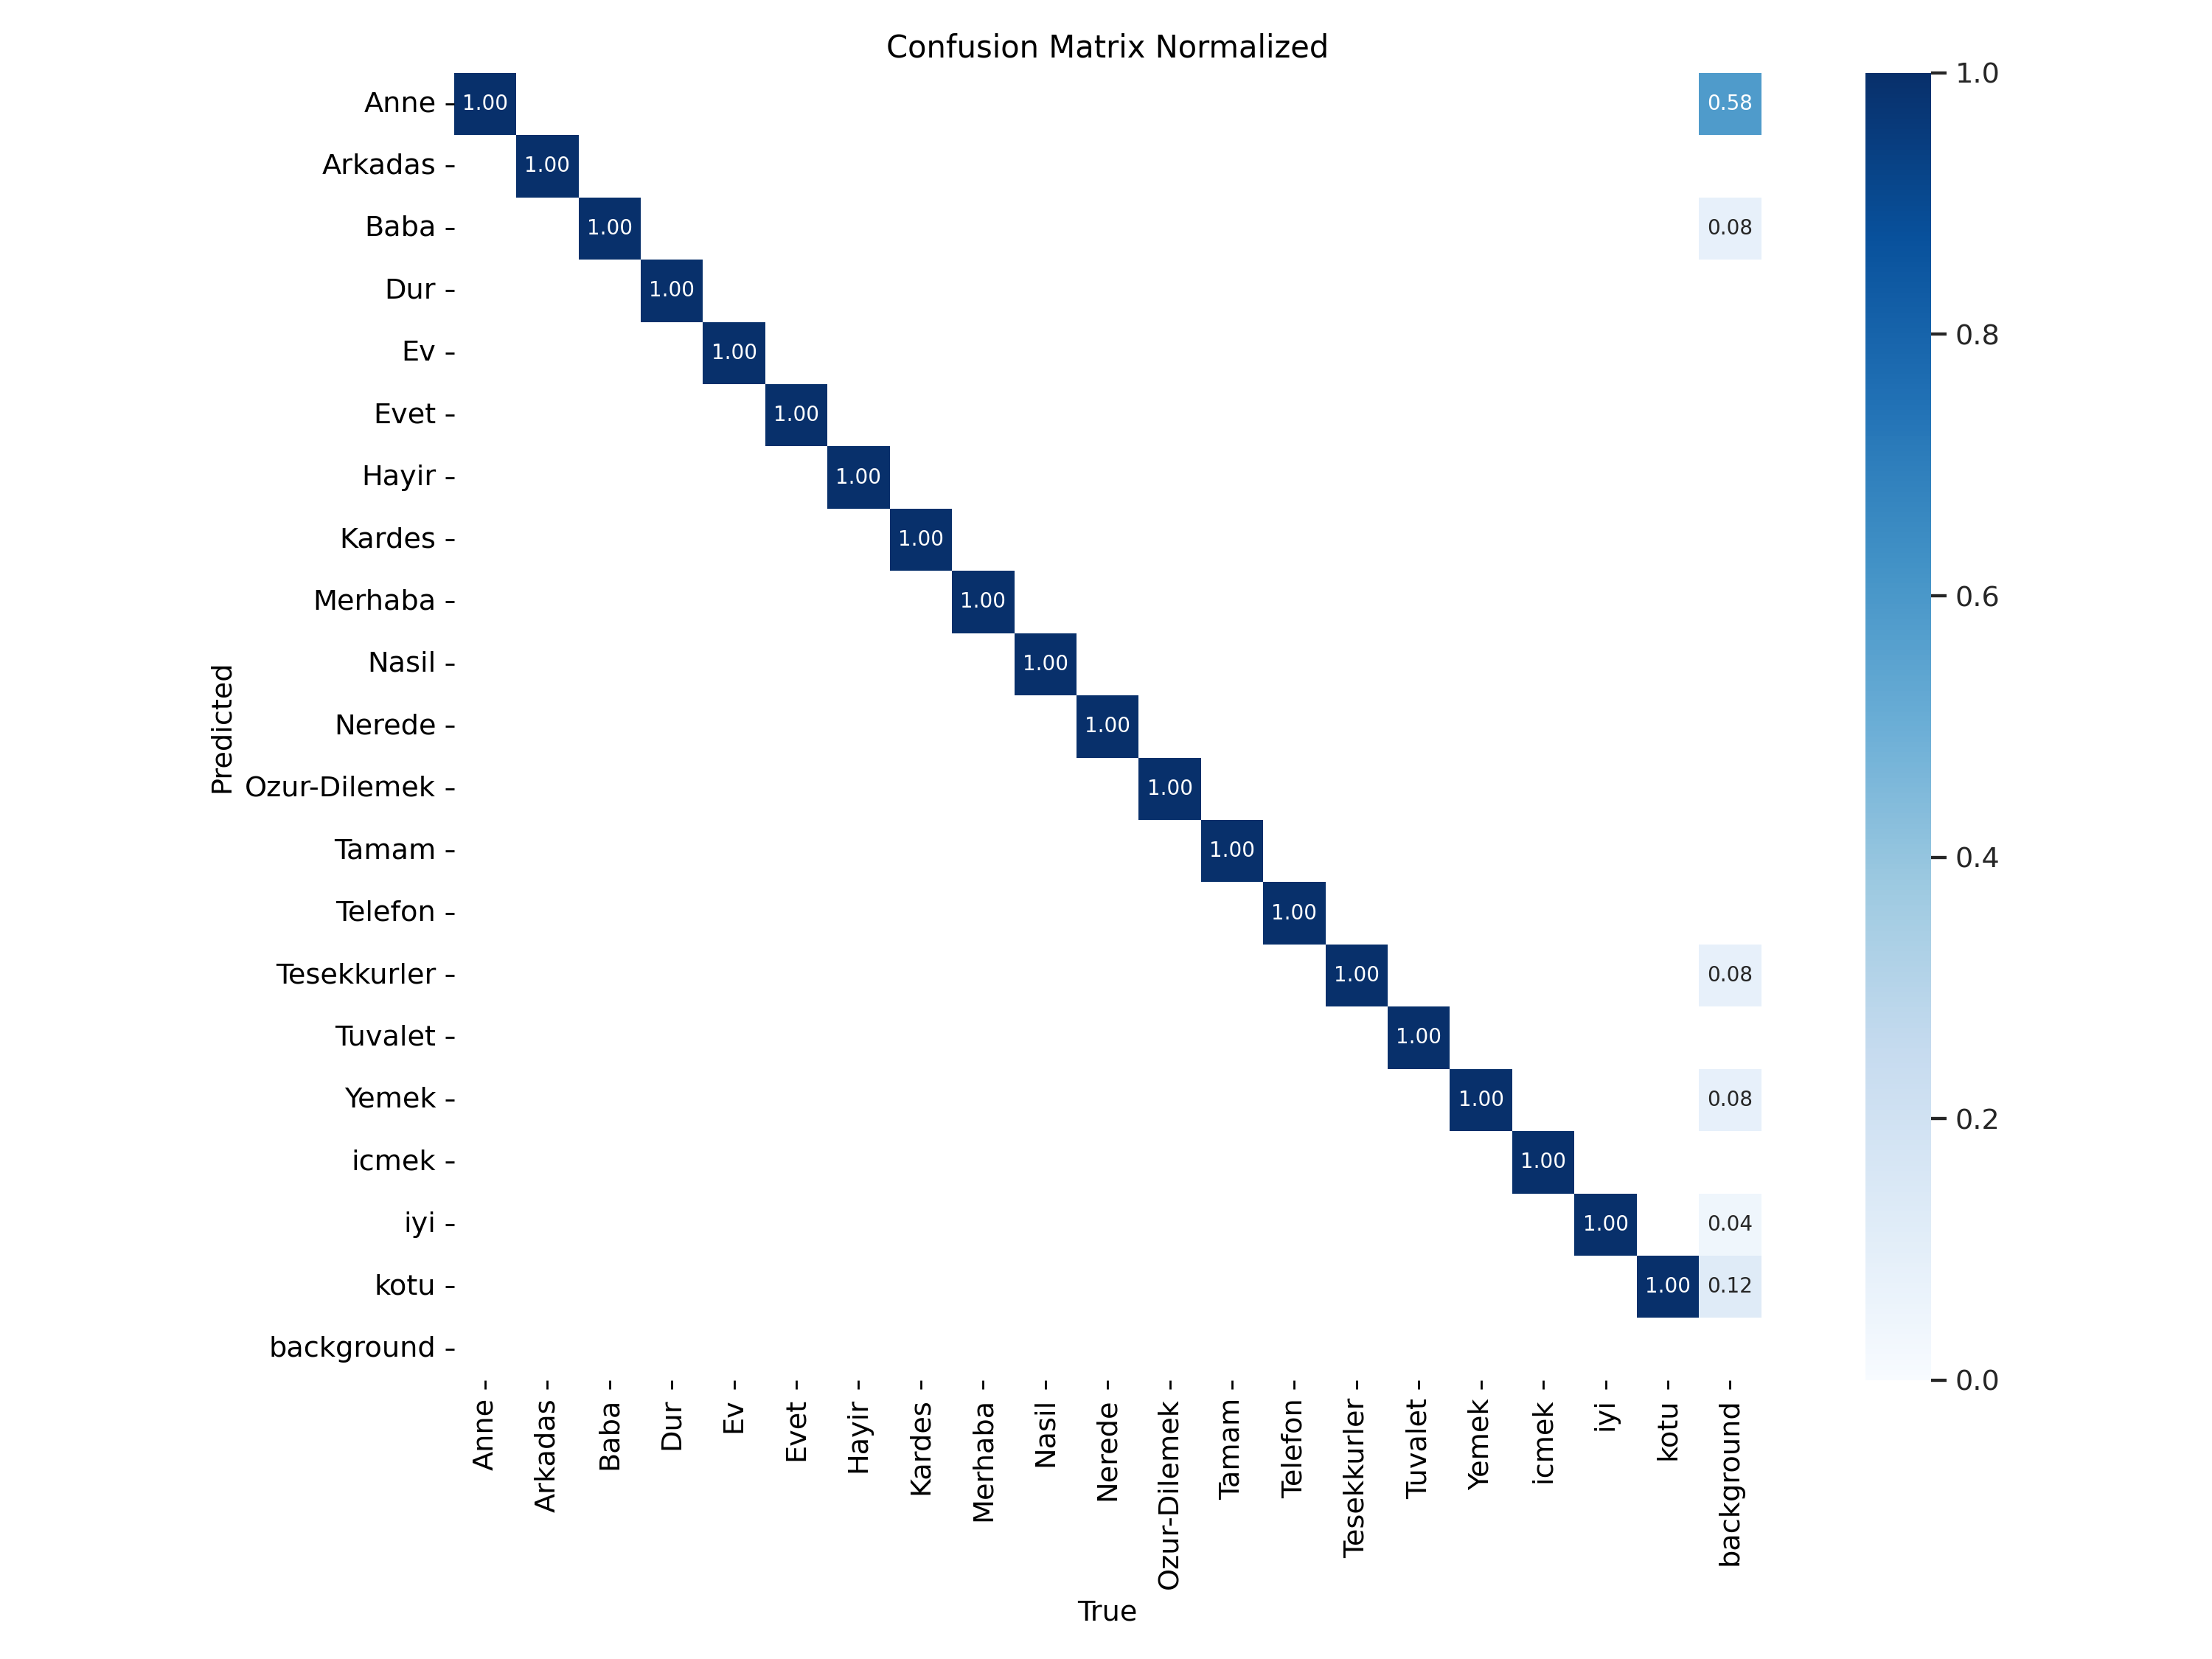 Confusion Matrix Normalized
Anne 1.00 0.58
Arkadas 1.00
Baba 1.00 0.08
Dur 1.00
Ev 1.00
Evet 1.00
Hayir 1.00
Kardes 1.00
Merhaba 1.00
Nasil 1.00
Nerede 1.00
Ozur-Dilemek 1.00
Tamam 1.00
Telefon 1.00
Tesekkurler 1.00 0.08
Tuvalet 1.00
Yemek 1.00 0.08
icmek 1.00
iyi 1.00 0.04
kotu 1.00 0.12
background
Predicted
Anne
Arkadas
Baba
Dur
Ev
Evet
Hayir
Kardes
Merhaba
Nasil
Nerede
Ozur-Dilemek
Tamam
Telefon
Tesekkurler
Tuvalet
Yemek
icmek
iyi
kotu
background
True
1.0
0.8
0.6
0.4
0.2
0.0